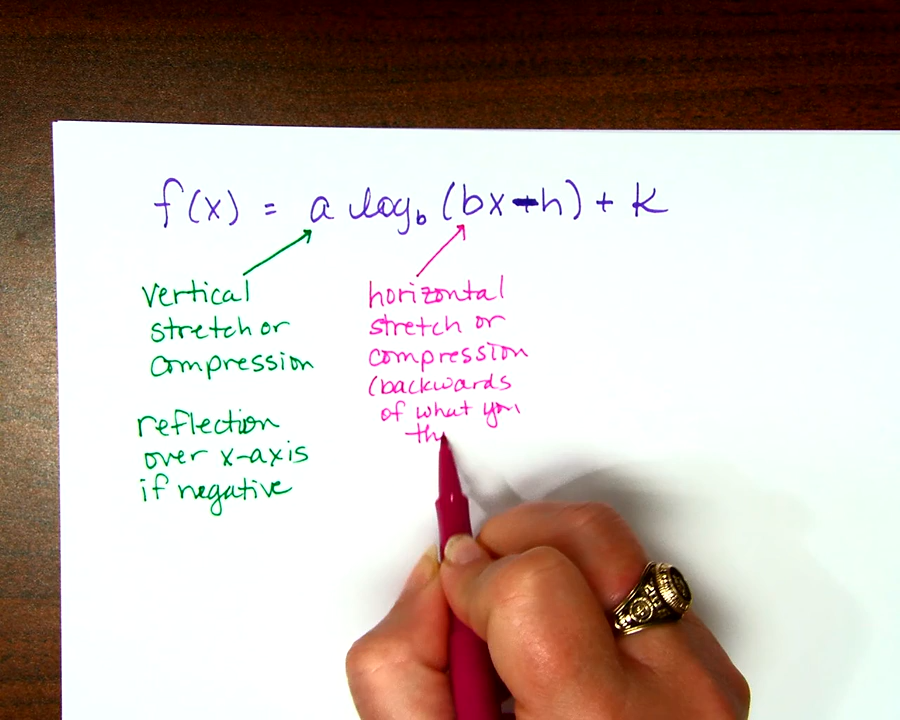 f(x) = a log_b (bx-h) + k
vertical
stretch or
compression
reflection
over x-axis
if negative
horizontal
stretch or
compression
(backwards
of what you
th